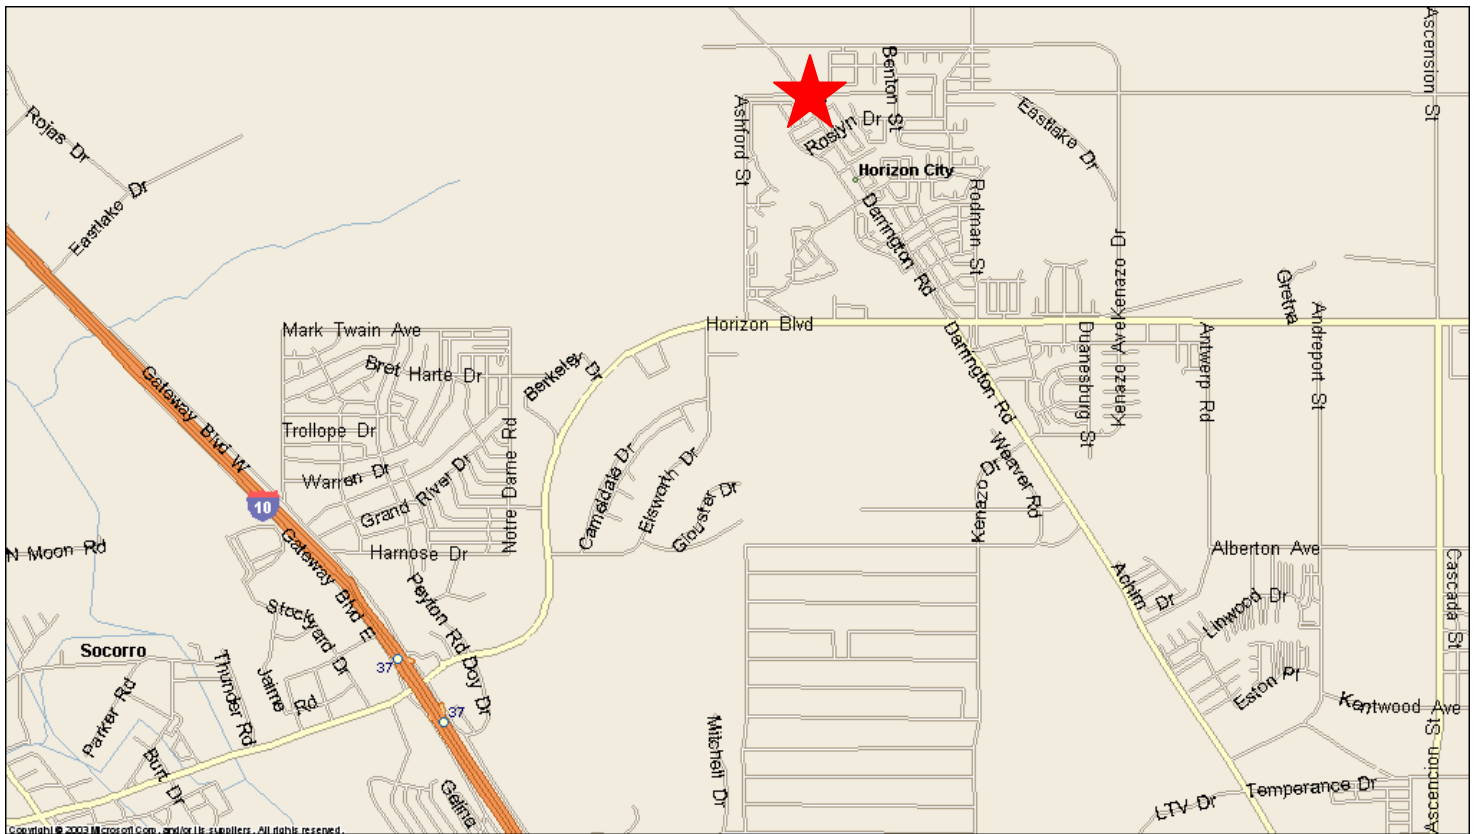 Ascension St
Benton St
Rojas Dr
Ashford St
Roslyn Dr
Eastlake Dr
Horizon City
Eastlake Dr
Rodman St
Darrington Rd
Kenazo Dr
Gretna
Andreport St
Mark Twain Ave
Horizon Blvd
Darrington Rd
Duanesburg St
Kenazo Ave
Antwerp Rd
Gateway Blvd W
Bret Harte Dr
Berkeley Dr
Trollope Dr
Notre Dame Rd
Warren Dr
Grand River Dr
Cameldale Dr
Elsworth Dr
Glouster Dr
Kenazo Dr
Weaver Rd
10
N Moon Rd
Gateway Blvd E
Harnose Dr
Alberton Ave
Cascada St
Achim Dr
Linwood Dr
Stockyard Dr
Peyton Rd
Socorro
37
Doy Dr
Thunder Rd
Jaime Rd
Parker Rd
Eston Pl
Kentwood Ave
37
Mitchell Dr
Burt Dr
Ascencion St
Gelina
LTV Dr
Temperance Dr
Copyright © 2003 Microsoft Corp. and/or its suppliers. All rights reserved.